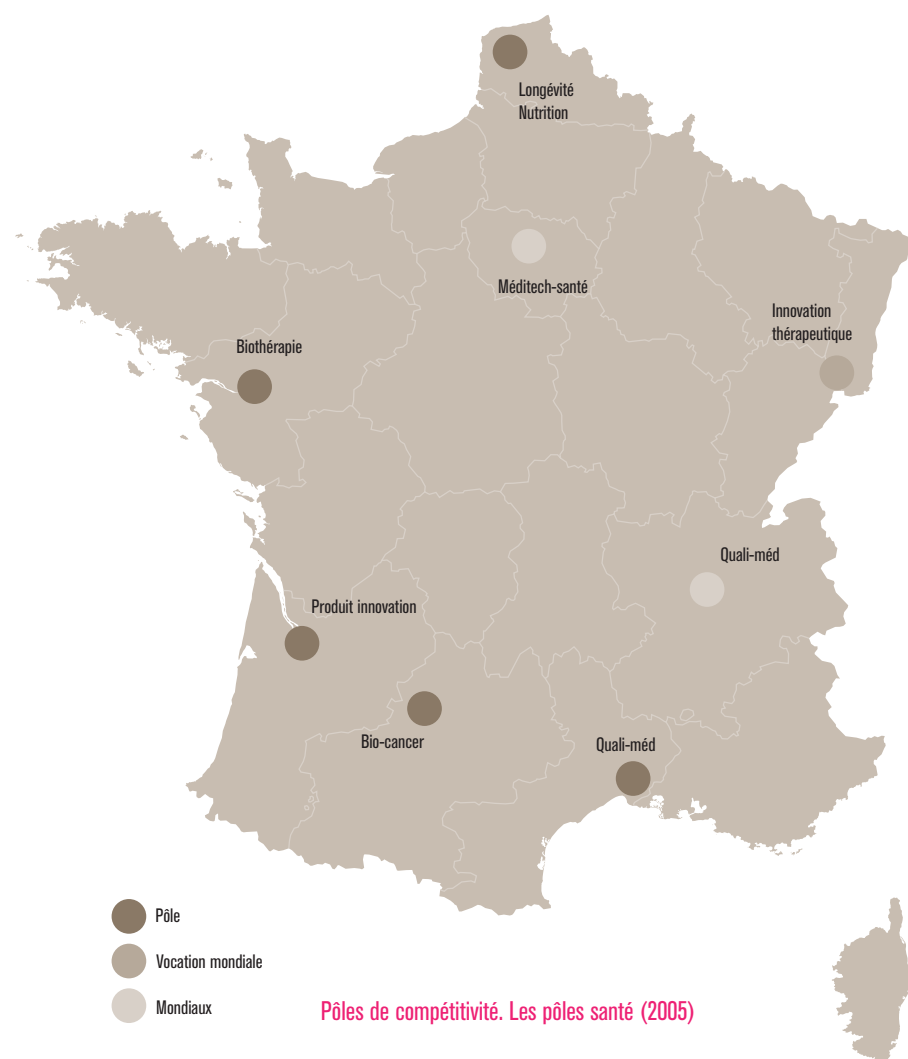 Longévité
Nutrition
Méditech-santé
Innovation
thérapeutique
Biothérapie
Quali-méd
Produit innovation
Bio-cancer
Quali-méd
Pôle
Vocation mondiale
Mondiaux
Pôles de compétitivité. Les pôles santé (2005)